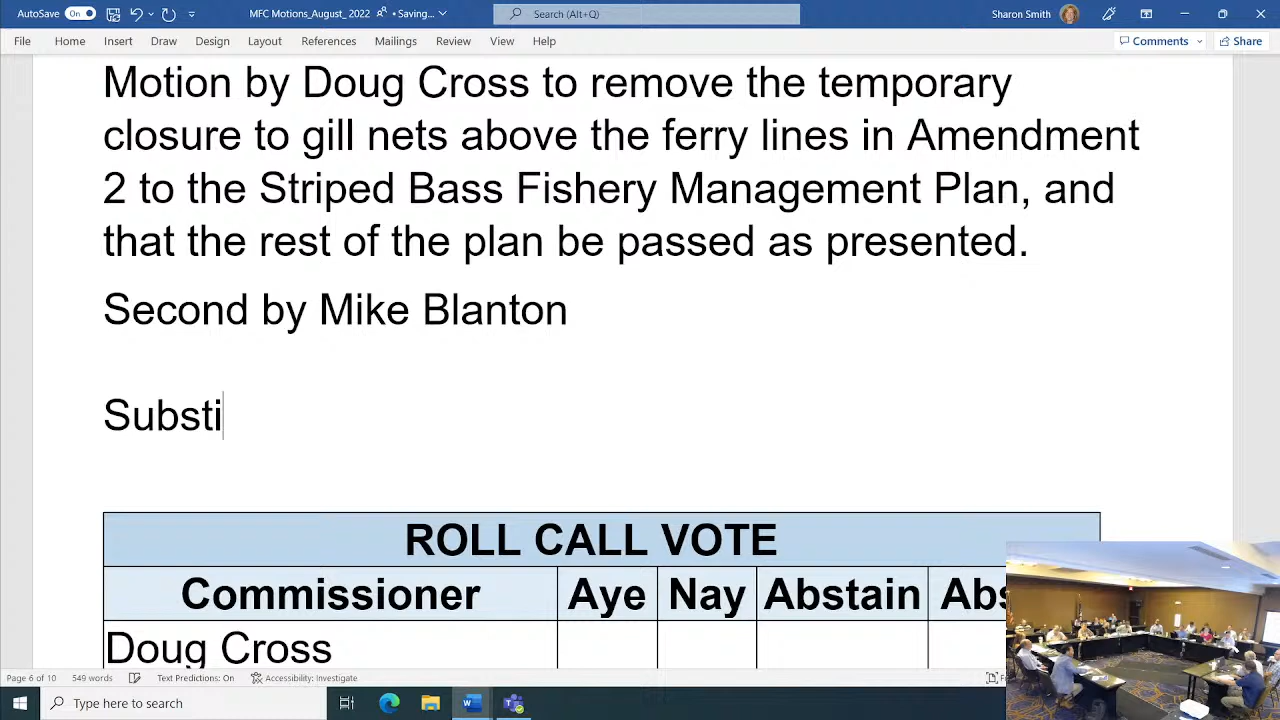 AutoSave On MFC Motions_August_ 2022 • Saving... Search (Alt+Q) Sharon Smith
File Home Insert Draw Design Layout References Mailings Review View Help Comments Share
Motion by Doug Cross to remove the temporary
closure to gill nets above the ferry lines in Amendment
2 to the Striped Bass Fishery Management Plan, and
that the rest of the plan be passed as presented.
Second by Mike Blanton
Substi
ROLL CALL VOTE
Commissioner Aye Nay Abstain Abs
Doug Cross
Page 6 of 10 549 words Text Predictions: On Accessibility: Investigate
Type here to search